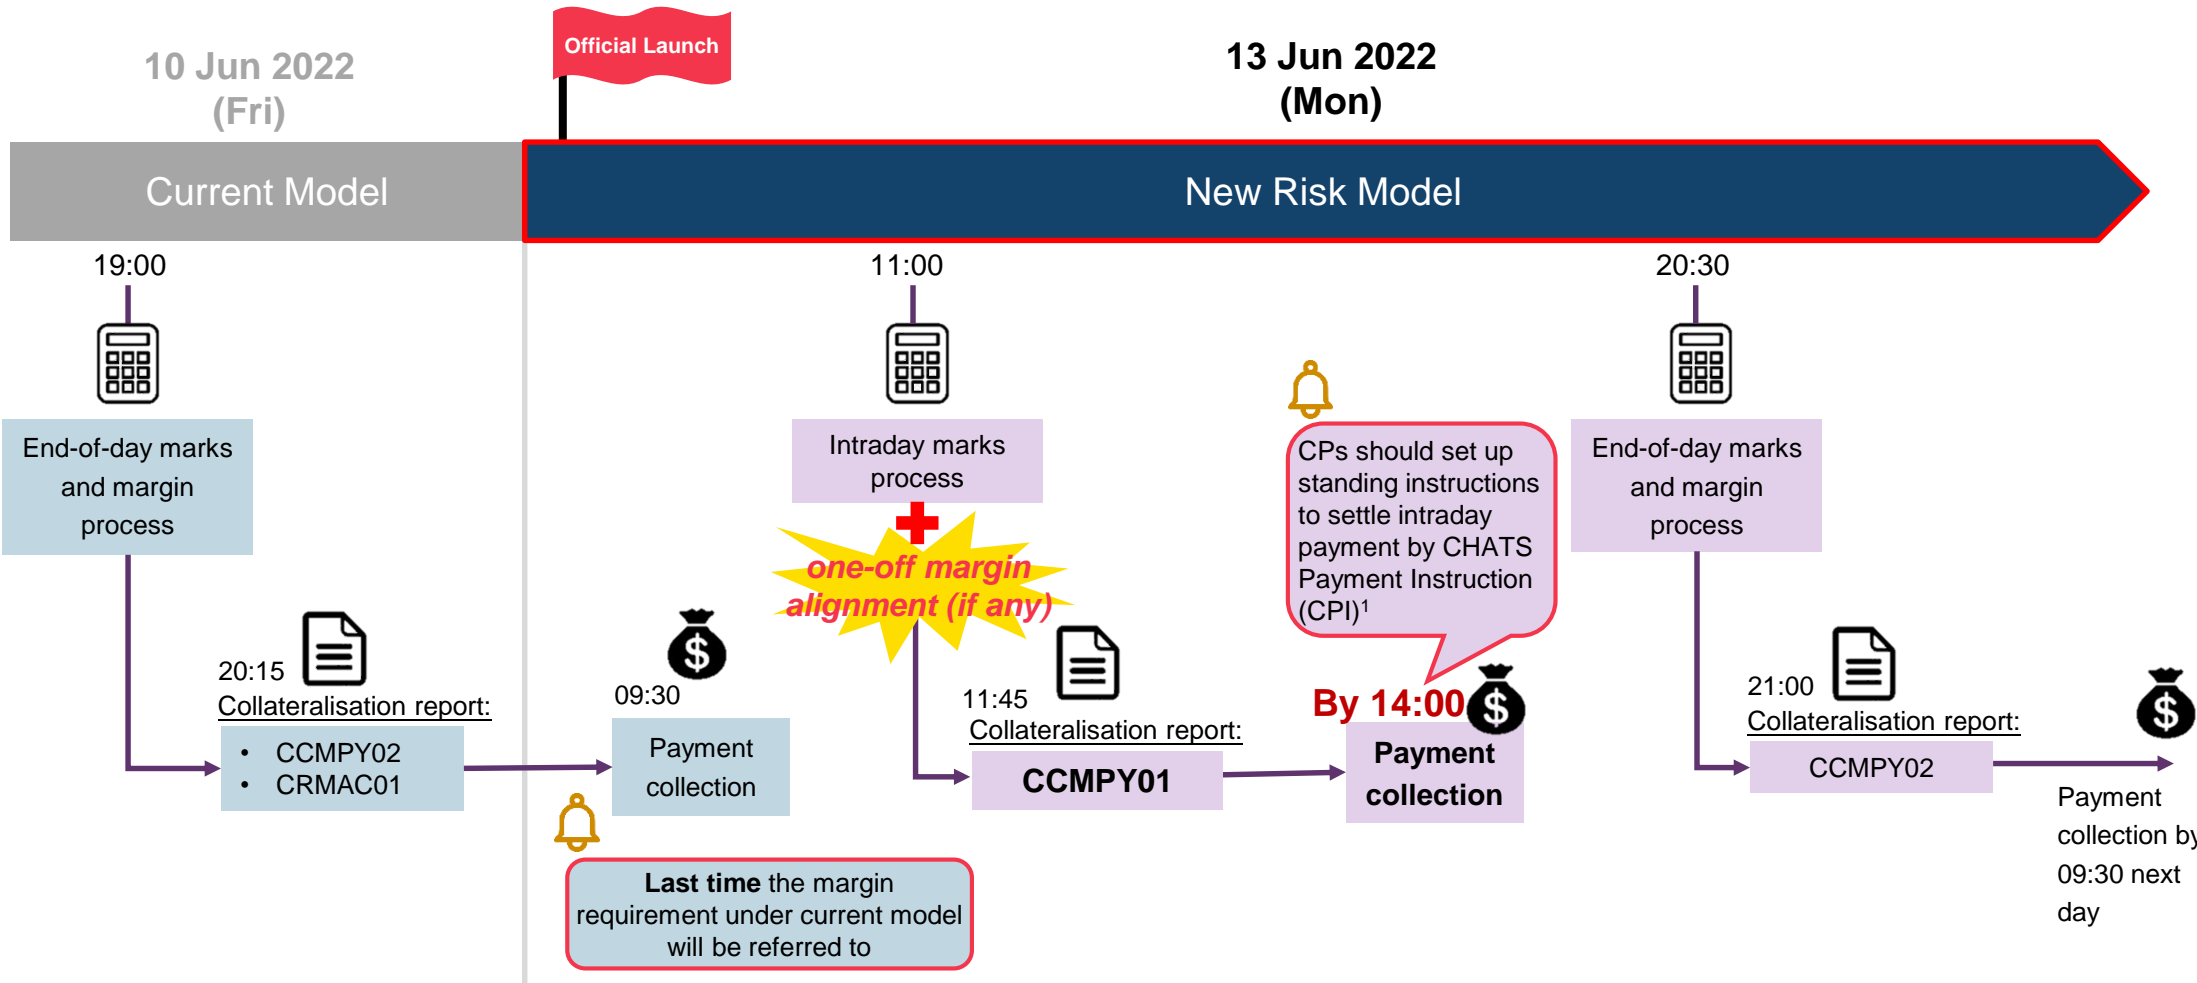 Official Launch
10 Jun 2022
(Fri)
13 Jun 2022
(Mon)
Current Model
New Risk Model
19:00
11:00
20:30
End-of-day marks
and margin
process
Intraday marks
process
one-off margin
alignment (if any)
CPs should set up
standing instructions
to settle intraday
payment by CHATS
Payment Instruction
(CPI)¹
End-of-day marks
and margin
process
20:15
Collateralisation report:
• CCMPY02
• CRMAC01
09:30
Payment
collection
11:45
Collateralisation report:
CCMPY01
By 14:00
Payment
collection
21:00
Collateralisation report:
CCMPY02
Payment
collection by
09:30 next
day
Last time the margin
requirement under current model
will be referred to